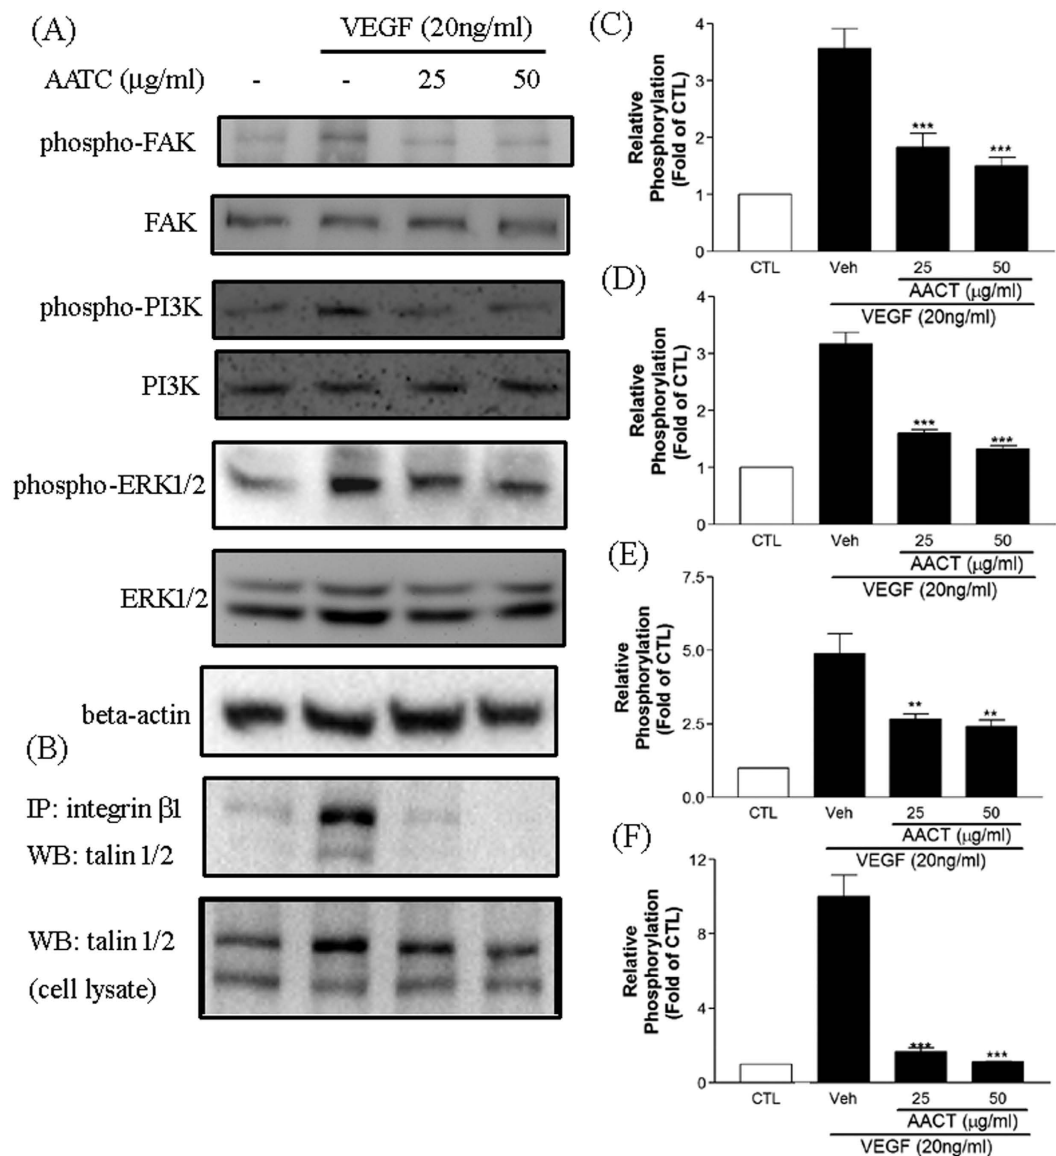 (A)
VEGF (20ng/ml)
AATC (μg/ml) - - 25 50
phospho-FAK
FAK
phospho-PI3K
PI3K
phospho-ERK1/2
ERK1/2
beta-actin
(B)
IP: integrin β1
WB: talin 1/2
WB: talin 1/2
(cell lysate)
(C)
Relative
Phosphorylation
(Fold of CTL)
4
3
2
1
0
*** ***
CTL Veh 25 50
AACT (μg/ml)
VEGF (20ng/ml)
(D)
Relative
Phosphorylation
(Fold of CTL)
4
3
2
1
0
*** ***
CTL Veh 25 50
AACT (μg/ml)
VEGF (20ng/ml)
(E)
Relative
Phosphorylation
(Fold of CTL)
7.5
5.0
2.5
0.0
** **
CTL Veh 25 50
AACT (μg/ml)
VEGF (20ng/ml)
(F)
Relative
Phosphorylation
(Fold of CTL)
12
8
4
0
*** ***
CTL Veh 25 50
AACT (μg/ml)
VEGF (20ng/ml)